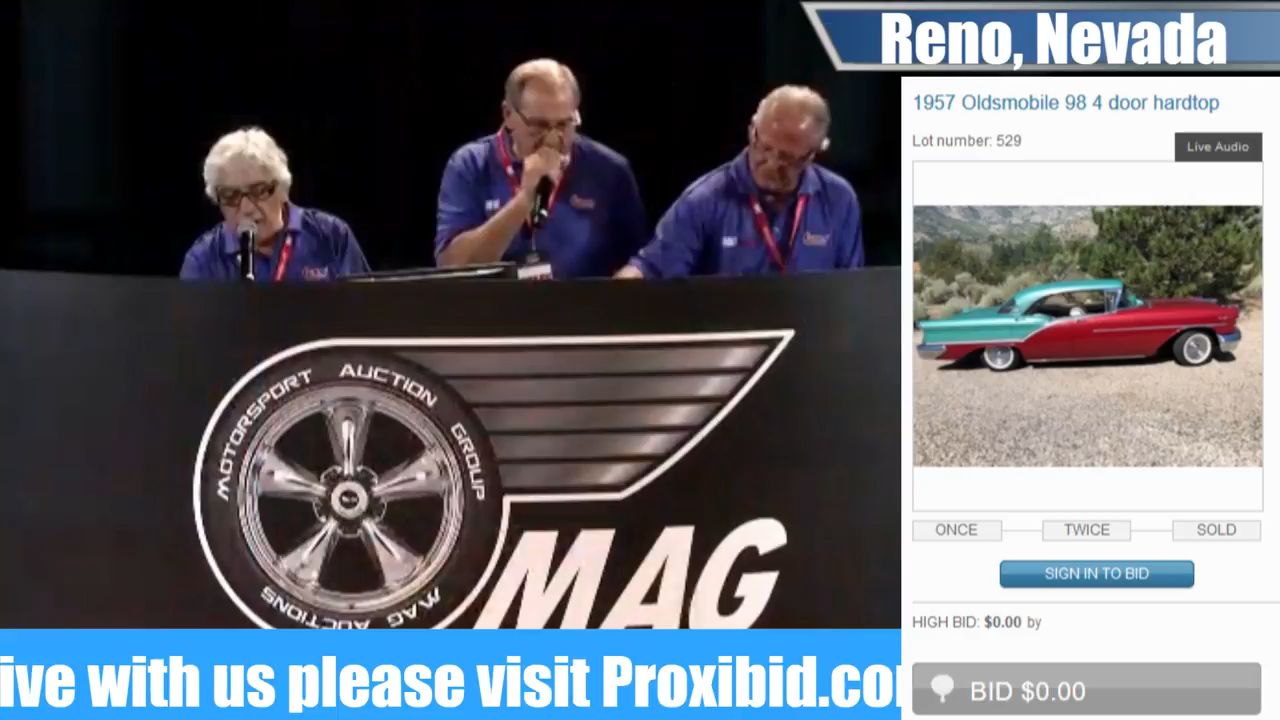 Reno, Nevada
1957 Oldsmobile 98 4 door hardtop
Lot number: 529
Live Audio
MOTORSPORT AUCTION GROUP
MAG AUCTIONS
MAG
ONCE
TWICE
SOLD
SIGN IN TO BID
HIGH BID: $0.00 by
BID $0.00
ive with us please visit Proxibid.co